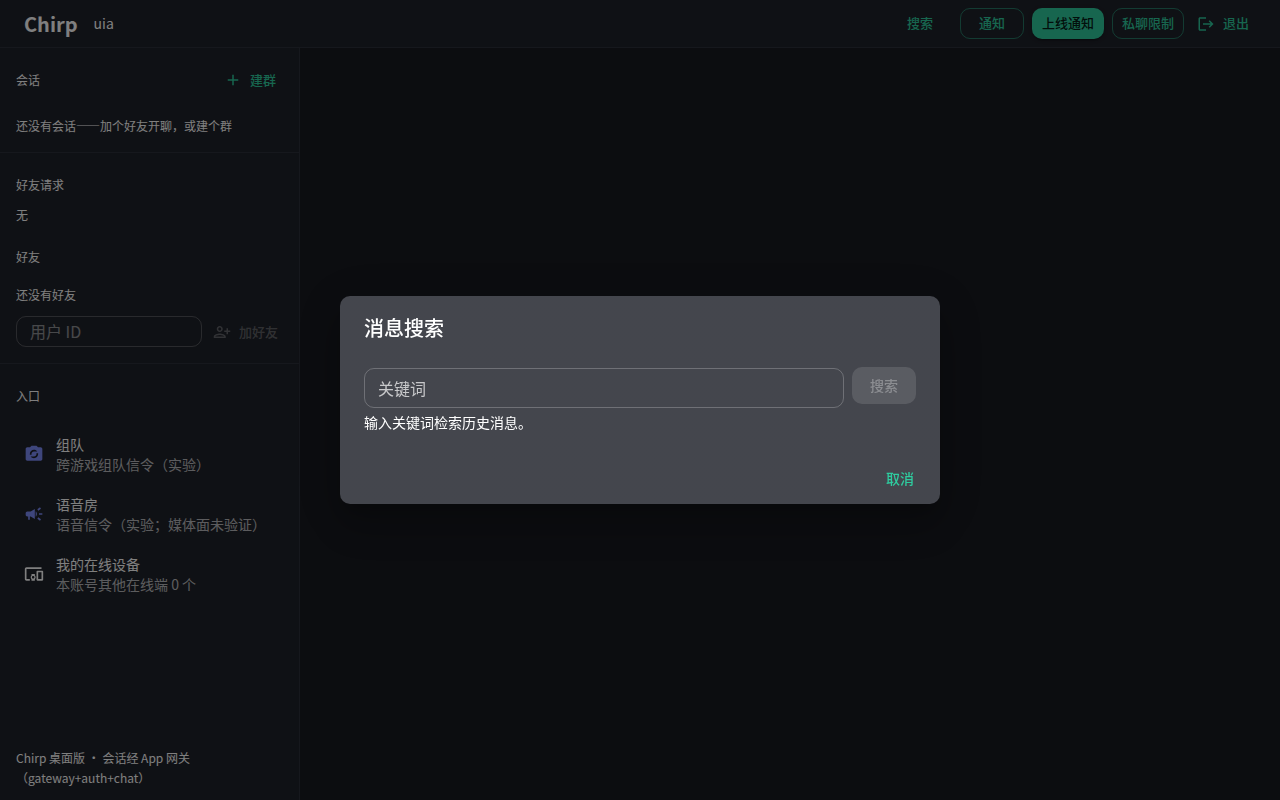 Chirp uia 搜索 通知 上线通知 私聊限制 退出
会话 建群
还没有会话——加个好友开聊，或建个群
好友请求
无
好友
还没有好友
用户 ID 加好友
入口
组队
跨游戏组队信令（实验）
语音房
语音信令（实验；媒体面未验证）
我的在线设备
本账号其他在线端 0 个
Chirp 桌面版 · 会话经 App 网关
（gateway+auth+chat）
消息搜索
关键词 搜索
输入关键词检索历史消息。
取消